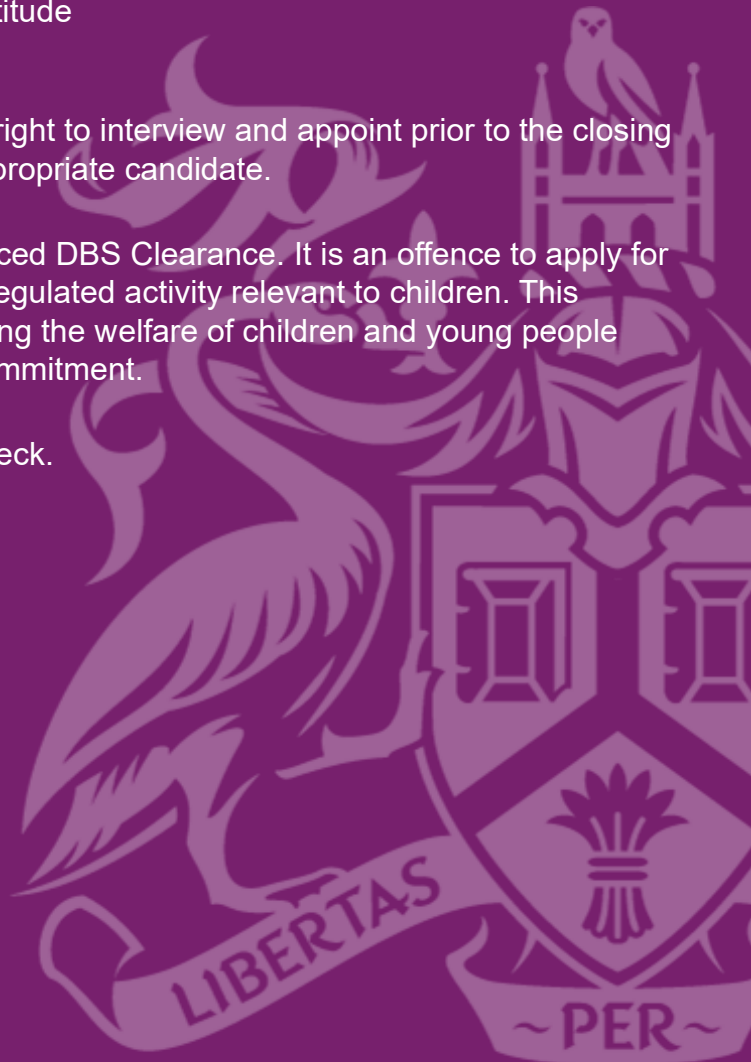 titude
right to interview and appoint prior to the closing
propriate candidate.
ced DBS Clearance. It is an offence to apply for
egulated activity relevant to children. This
ng the welfare of children and young people
mmitment.
eck.
LIBERTAS
~PER~